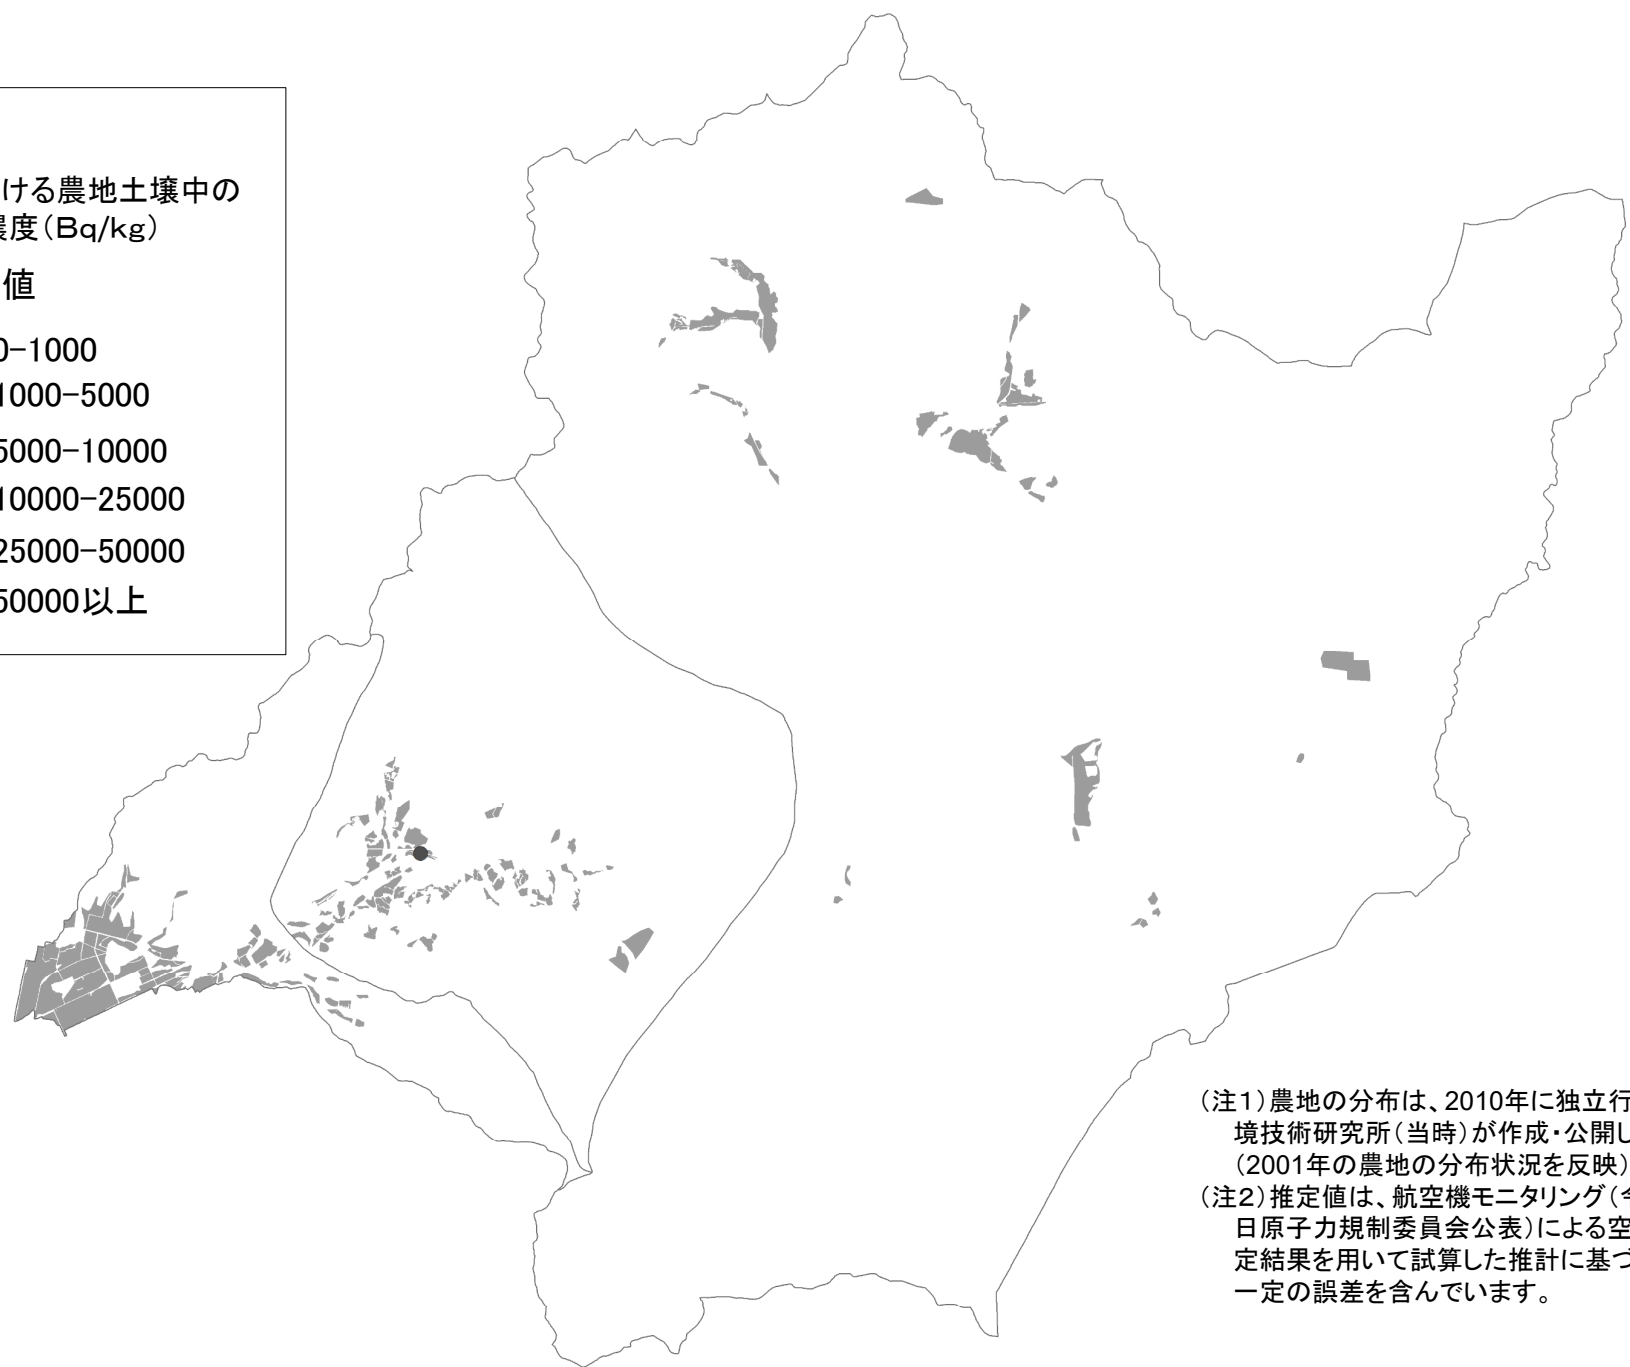 ける農地土壌中の
農度（Bq/kg）
値
0-1000
1000-5000
5000-10000
10000-25000
25000-50000
50000以上
（注1）農地の分布は、2010年に独立行
境技術研究所（当時）が作成・公開し
（2001年の農地の分布状況を反映）
（注2）推定値は、航空機モニタリング（令
日原子力規制委員会公表）による空
定結果を用いて試算した推計に基づ
一定の誤差を含んでいます。